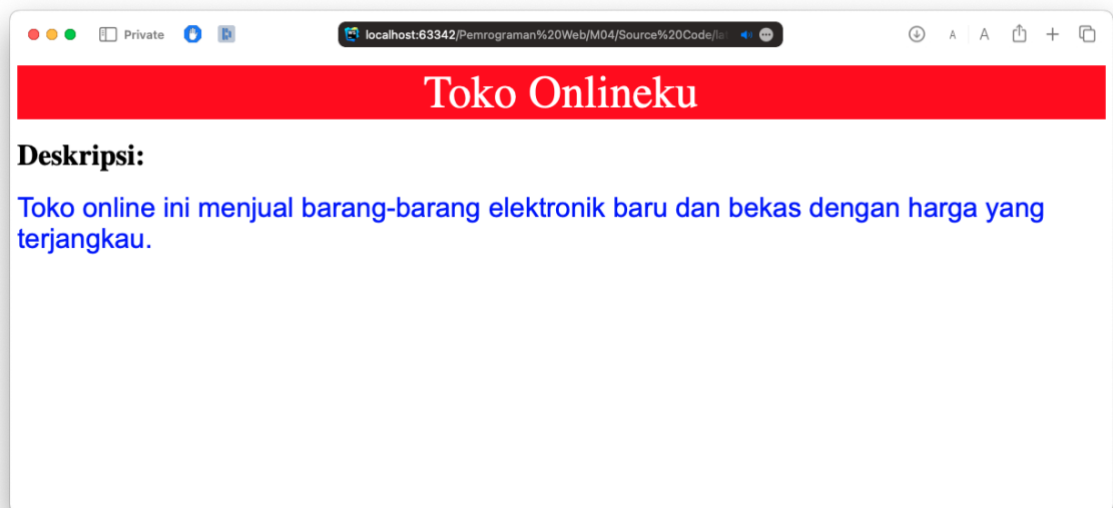 Private
localhost:63342/Pemrograman%20Web/M04/Source%20Code/la
A A
Toko Onlineku
Deskripsi:
Toko online ini menjual barang-barang elektronik baru dan bekas dengan harga yang
terjangkau.